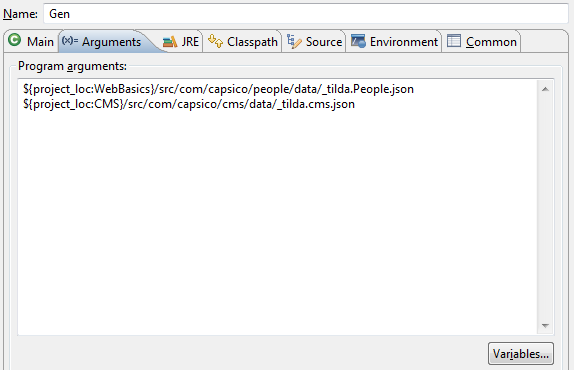 Name: Gen
Main (x)= Arguments JRE Classpath Source Environment Common
Program arguments:
${project_loc:WebBasics}/src/com/capsico/people/data/_tilda.People.json
${project_loc:CMS}/src/com/capsico/cms/data/_tilda.cms.json
Variables...